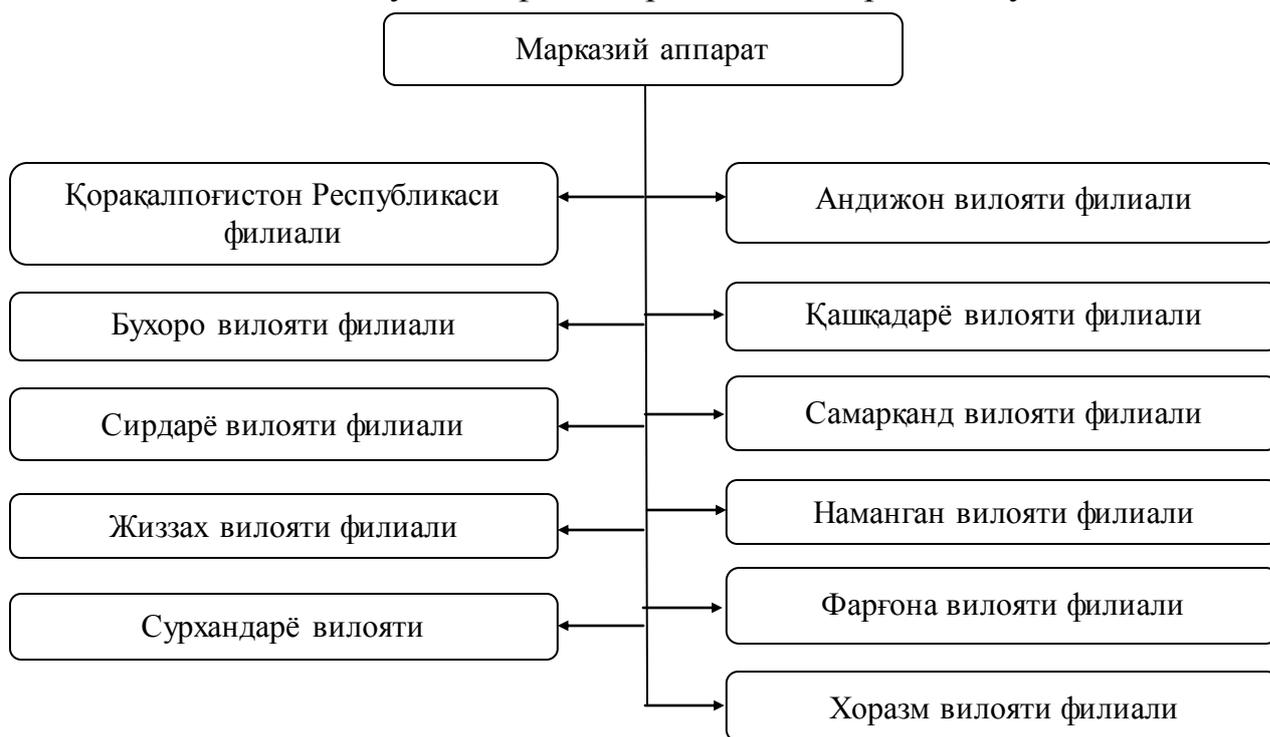 Марказий аппарат
Қорақалпоғистон Республикаси
филиали
Андижон вилояти филиали
Бухоро вилояти филиали
Қашқадарё вилояти филиали
Сирдарё вилояти филиали
Самарқанд вилояти филиали
Жиззах вилояти филиали
Наманган вилояти филиали
Сурхандарё вилояти
Фарғона вилояти филиали
Хоразм вилояти филиали